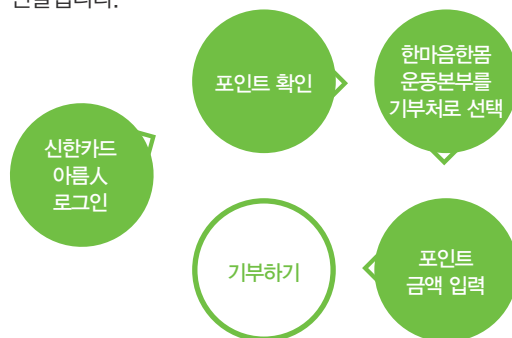 신한카드
아름人
로그인
포인트 확인
한마음한몸
운동본부를
기부처로 선택
포인트
금액 입력
기부하기